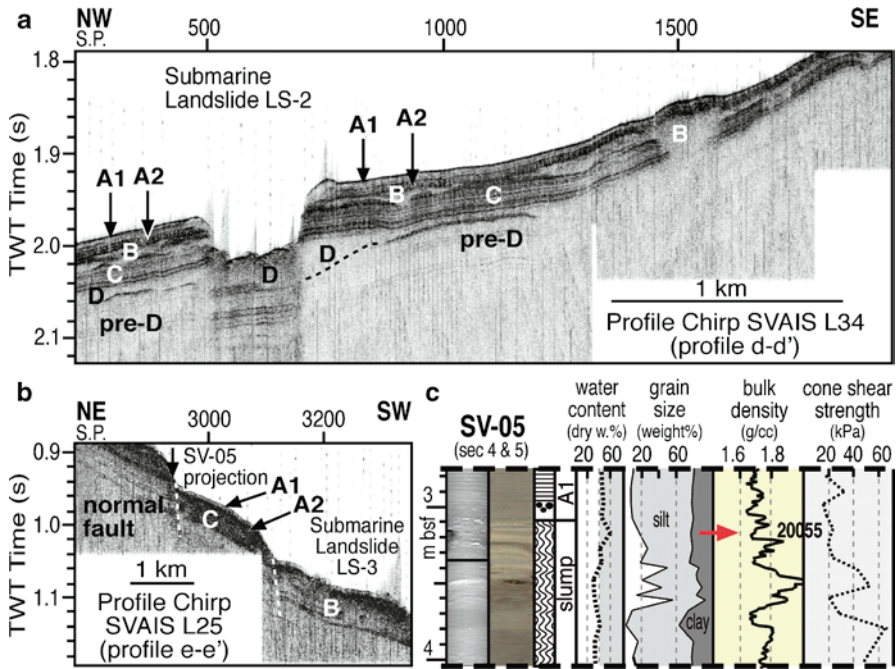 a
NW
SE
S.P.
500
1000
1500
1.8
1.9
2.0
2.1
TWT Time (s)
Submarine
Landslide LS-2
A1
A2
A1
A2
B
B
B
C
C
D
D
D
pre-D
pre-D
1 km
Profile Chirp SVAIS L34
(profile d-d')
b
NE
SW
S.P.
3000
3200
0.9
1.0
1.1
TWT Time (s)
SV-05
projection
A1
A2
normal
fault
C
Submarine
Landslide
LS-3
B
1 km
Profile Chirp
SVAIS L25
(profile e-e')
c
SV-05
(sec 4 & 5)
water
content
(dry w.%)
20 60
grain
size
(weight%)
20 60
bulk
density
(g/cc)
1.6 1.8
cone shear
strength
(kPa)
20 60
3
m bsf
4
A1
slump
silt
clay
20055